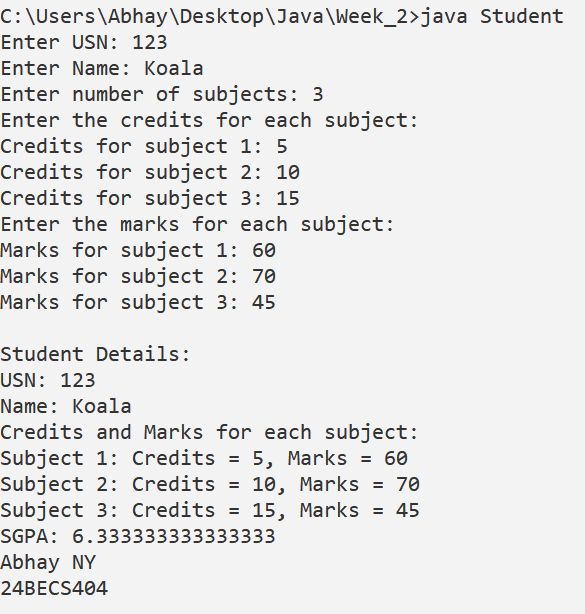 C:\Users\Abhay\Desktop\Java\Week_2>java Student
Enter USN: 123
Enter Name: Koala
Enter number of subjects: 3
Enter the credits for each subject:
Credits for subject 1: 5
Credits for subject 2: 10
Credits for subject 3: 15
Enter the marks for each subject:
Marks for subject 1: 60
Marks for subject 2: 70
Marks for subject 3: 45

Student Details:
USN: 123
Name: Koala
Credits and Marks for each subject:
Subject 1: Credits = 5, Marks = 60
Subject 2: Credits = 10, Marks = 70
Subject 3: Credits = 15, Marks = 45
SGPA: 6.333333333333333
Abhay NY
24BECS404